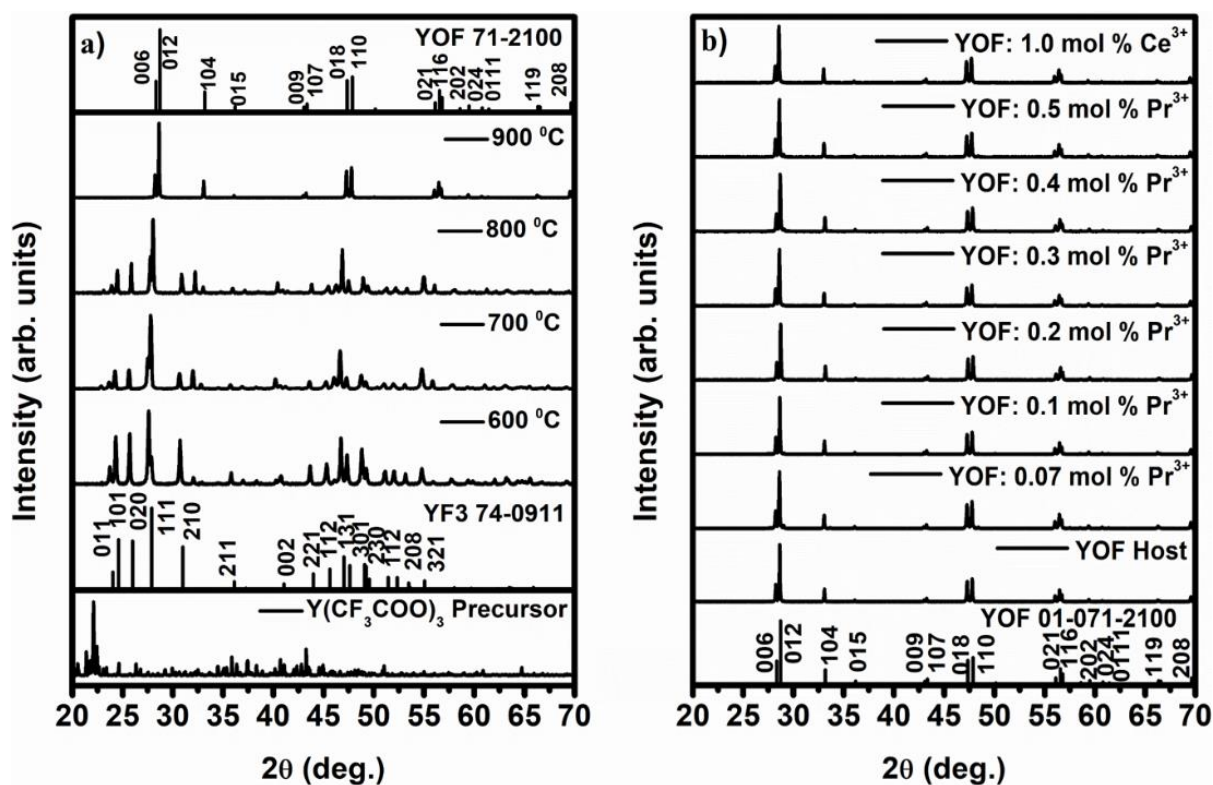 a)
YOF 71-2100
006
012
104
015
009
107
018
110
021
116
202
024
0111
119
208
900 ⁰C
800 ⁰C
700 ⁰C
600 ⁰C
YF3 74-0911
011
101
020
111
210
211
002
221
112
131
301
230
112
208
321
Y(CF₃COO)₃ Precursor
20 25 30 35 40 45 50 55 60 65 70
2θ (deg.)
Intensity (arb. units)
b)
YOF: 1.0 mol % Ce³⁺
YOF: 0.5 mol % Pr³⁺
YOF: 0.4 mol % Pr³⁺
YOF: 0.3 mol % Pr³⁺
YOF: 0.2 mol % Pr³⁺
YOF: 0.1 mol % Pr³⁺
YOF: 0.07 mol % Pr³⁺
YOF Host
YOF 01-071-2100
006
012
104
015
009
107
018
110
021
116
202
024
0111
119
208
20 25 30 35 40 45 50 55 60 65 70
2θ (deg.)
Intensity (arb. units)